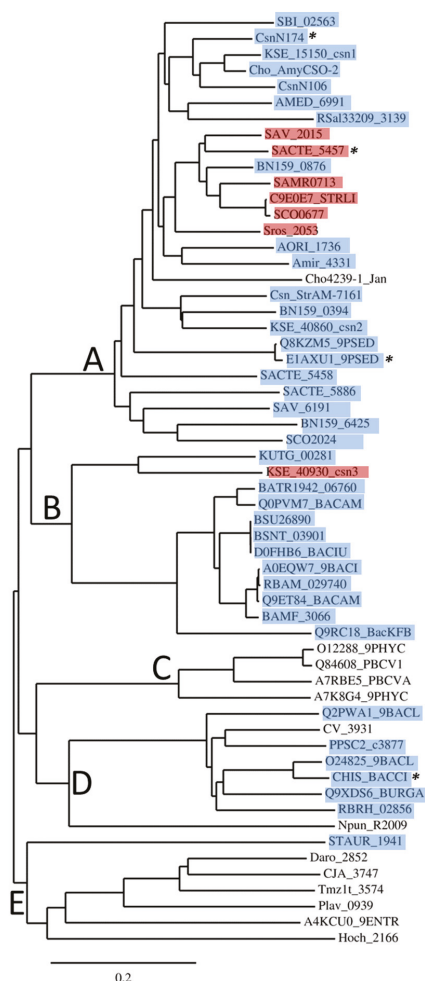 SBI_02563
CsnN174 *
KSE_15150_csn1
Cho_AmyCSO-2
CsnN106
AMED_6991
RSal33209_3139
SAV_2015
SACTE_5457 *
BN159_0876
SAMR0713
C9E0E7_STRLI
SCO0677
Sros_2053
AORI_1736
Amir_4331
Cho4239-1_Jan
Csn_StrAM-7161
BN159_0394
KSE_40860_csn2
Q8KZM5_9PSED
A
E1AXU1_9PSED *
SACTE_5458
SACTE_5886
SAV_6191
BN159_6425
SCO2024
KUTG_00281
KSE_40930_csn3
BATR1942_06760
B
Q0PVM7_BACAM
BSU26890
BSNT_03901
D0FHB6_BACIU
A0EQW7_9BACI
RBAM_029740
Q9ET84_BACAM
BAMF_3066
Q9RC18_BacKFB
O12288_9PHYC
C
Q84608_PBCV1
A7RBE5_PBCVA
A7K8G4_9PHYC
Q2PWA1_9BACL
CV_3931
PPSC2_c3877
O24825_9BACL
D
CHIS_BACCI *
Q9XDS6_BURGA
RBRH_02856
Npun_R2009
STAUR_1941
Daro_2852
CJA_3747
Tmz1t_3574
E
Plav_0939
A4KCU0_9ENTR
Hoch_2166
0.2